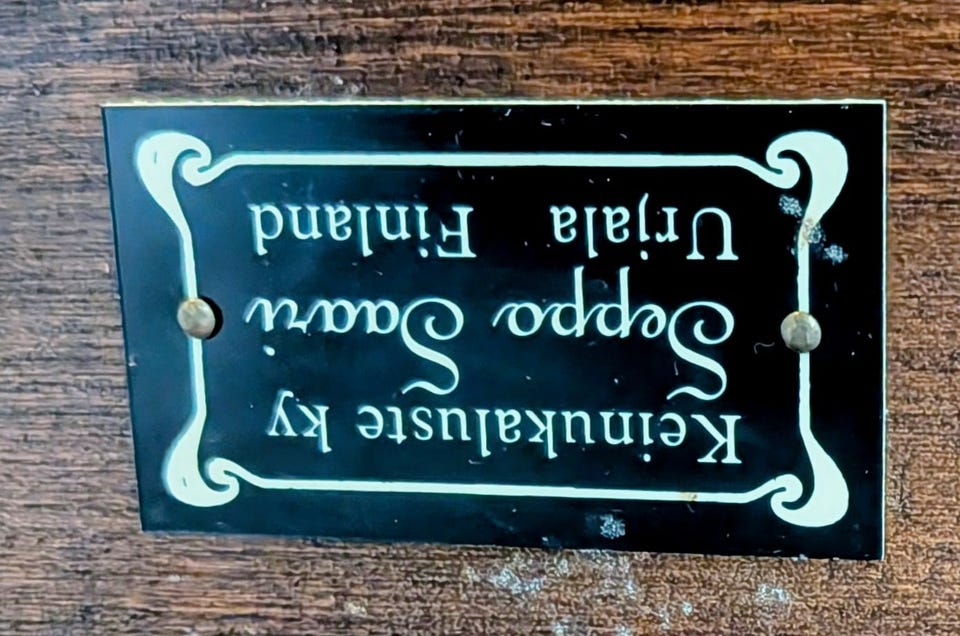 Keinukaluste ky
Seppo Saari
Urjala Finland